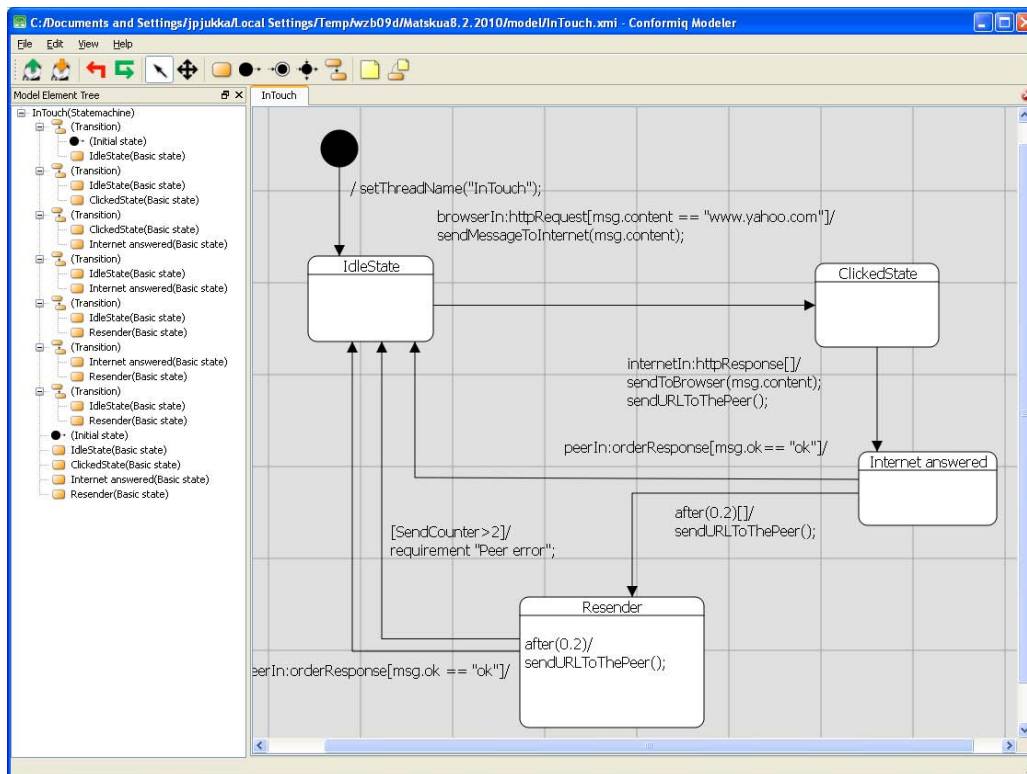 C:/Documents and Settings/jpjukka/Local Settings/Temp/wzb09d/Matskua8.2.2010/model/InTouch.xmi - Conformiq Modeler
File Edit View Help
Model Element Tree
InTouch
InTouch(Statemachine)
(Transition)
(Initial state)
IdleState(Basic state)
(Transition)
IdleState(Basic state)
ClickedState(Basic state)
(Transition)
ClickedState(Basic state)
Internet answered(Basic state)
(Transition)
IdleState(Basic state)
Internet answered(Basic state)
(Transition)
IdleState(Basic state)
Resender(Basic state)
(Transition)
Internet answered(Basic state)
Resender(Basic state)
(Transition)
IdleState(Basic state)
Resender(Basic state)
(Initial state)
IdleState(Basic state)
ClickedState(Basic state)
Internet answered(Basic state)
Resender(Basic state)
/ setThreadName("InTouch");
browserIn:httpRequest[msg.content == "www.yahoo.com"]/
sendMessageToInternet(msg.content);
IdleState
ClickedState
internetIn:httpResponse[]/
sendToBrowser(msg.content);
sendURLToThePeer();
peerIn:orderResponse[msg.ok == "ok"]/
Internet answered
after(0.2)[]/
sendURLToThePeer();
[SendCounter>2]/
requirement "Peer error";
Resender
after(0.2)/
sendURLToThePeer();
eerIn:orderResponse[msg.ok == "ok"]/